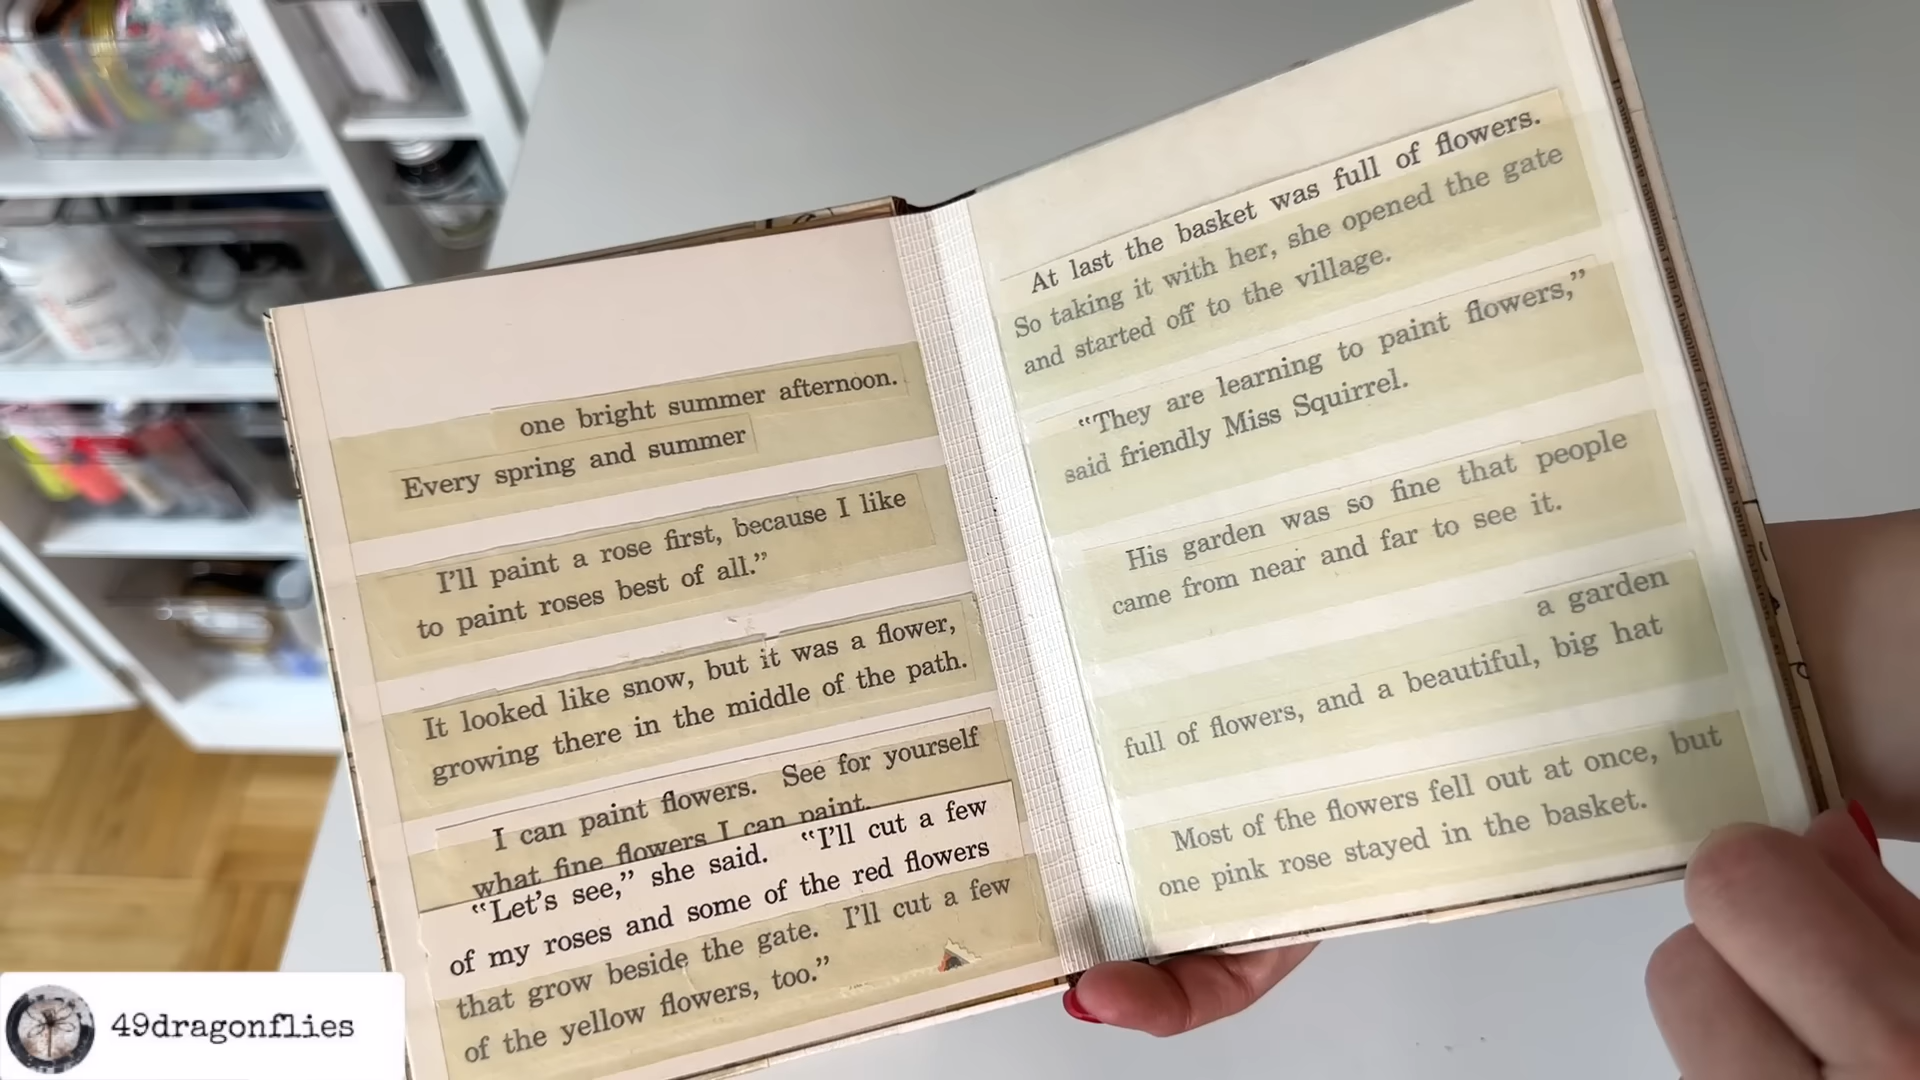 one bright summer afternoon.
Every spring and summer
I'll paint a rose first, because I like
to paint roses best of all.”
It looked like snow, but it was a flower,
growing there in the middle of the path.
I can paint flowers. See for yourself
what fine flowers I can paint.
“Let's see,” she said. “I'll cut a few
of my roses and some of the red flowers
that grow beside the gate. I'll cut a few
of the yellow flowers, too.”
At last the basket was full of flowers.
So taking it with her, she opened the gate
and started off to the village.
“They are learning to paint flowers,”
said friendly Miss Squirrel.
His garden was so fine that people
came from near and far to see it.
a garden
full of flowers, and a beautiful, big hat
Most of the flowers fell out at once, but
one pink rose stayed in the basket.
49dragonflies